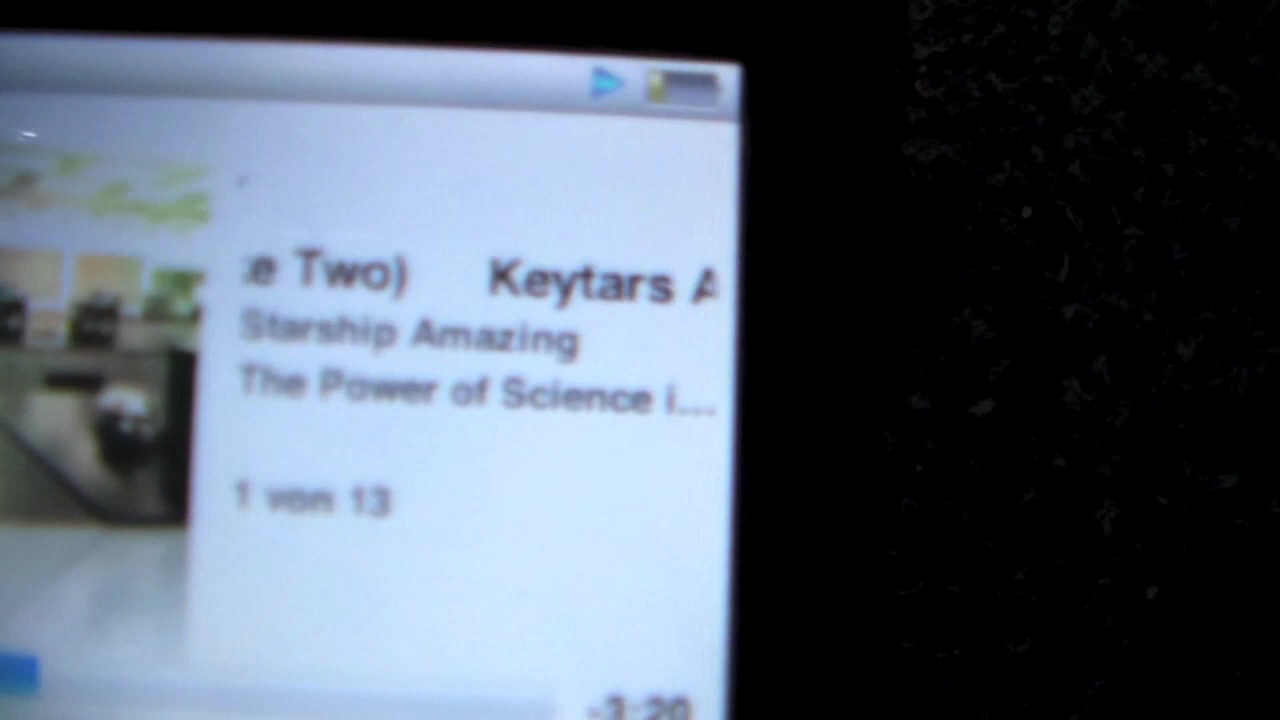 e Two) Keytars A
Starship Amazing
The Power of Science i...
1 von 13
-3:20